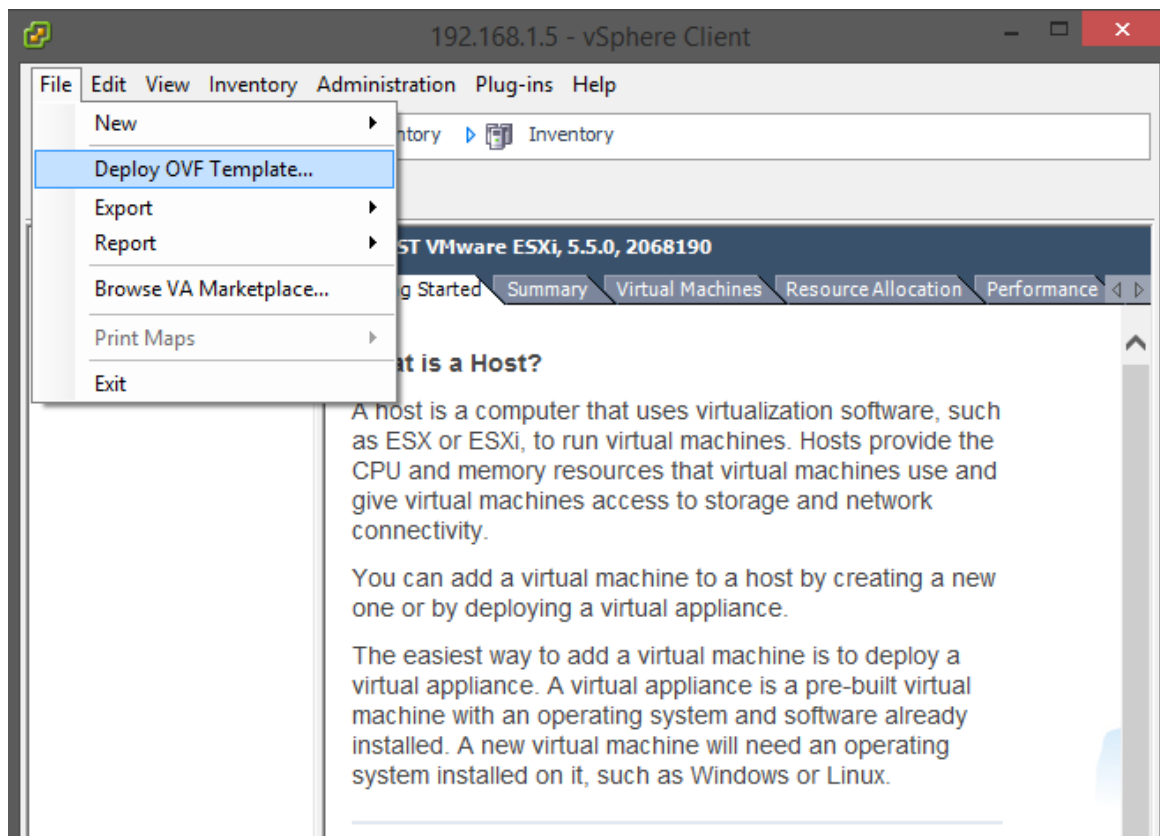 192.168.1.5 - vSphere Client
File Edit View Inventory Administration Plug-ins Help
New
ntory Inventory
Deploy OVF Template...
Export
Report
ST VMware ESXi, 5.5.0, 2068190
Browse VA Marketplace...
g Started Summary Virtual Machines Resource Allocation Performance
Print Maps
at is a Host?
Exit
A host is a computer that uses virtualization software, such
as ESX or ESXi, to run virtual machines. Hosts provide the
CPU and memory resources that virtual machines use and
give virtual machines access to storage and network
connectivity.
You can add a virtual machine to a host by creating a new
one or by deploying a virtual appliance.
The easiest way to add a virtual machine is to deploy a
virtual appliance. A virtual appliance is a pre-built virtual
machine with an operating system and software already
installed. A new virtual machine will need an operating
system installed on it, such as Windows or Linux.